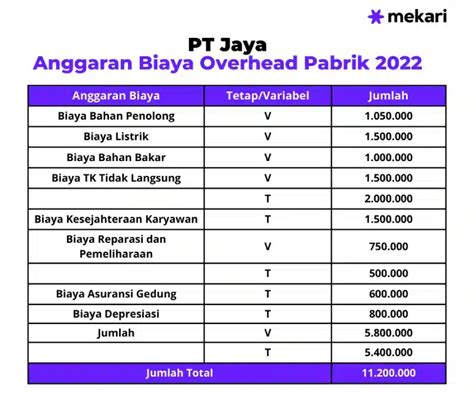 mekari
PT Jaya
Anggaran Biaya Overhead Pabrik 2022
Anggaran Biaya Tetap/Variabel Jumlah
Biaya Bahan Penolong V 1.050.000
Biaya Listrik V 1.500.000
Biaya Bahan Bakar V 1.000.000
Biaya TK Tidak Langsung V 1.500.000
T 2.000.000
Biaya Kesejahteraan Karyawan T 1.500.000
Biaya Reparasi dan
Pemeliharaan V 750.000
T 500.000
Biaya Asuransi Gedung T 600.000
Biaya Depresiasi T 800.000
Jumlah V 5.800.000
T 5.400.000
Jumlah Total 11.200.000